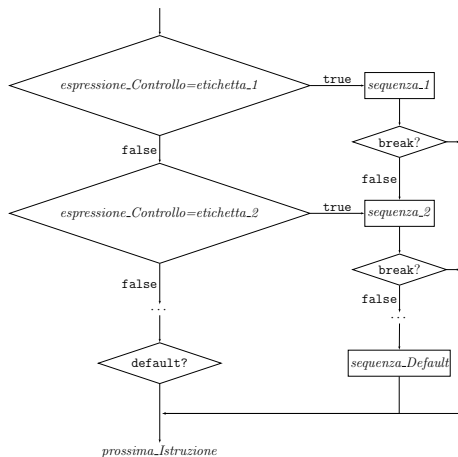 espressione_Controllo=etichetta_1 true sequenza_1
break?
false false
espressione_Controllo=etichetta_2 true sequenza_2
break?
false false
... ...
default? sequenza_Default
prossima_Istruzione